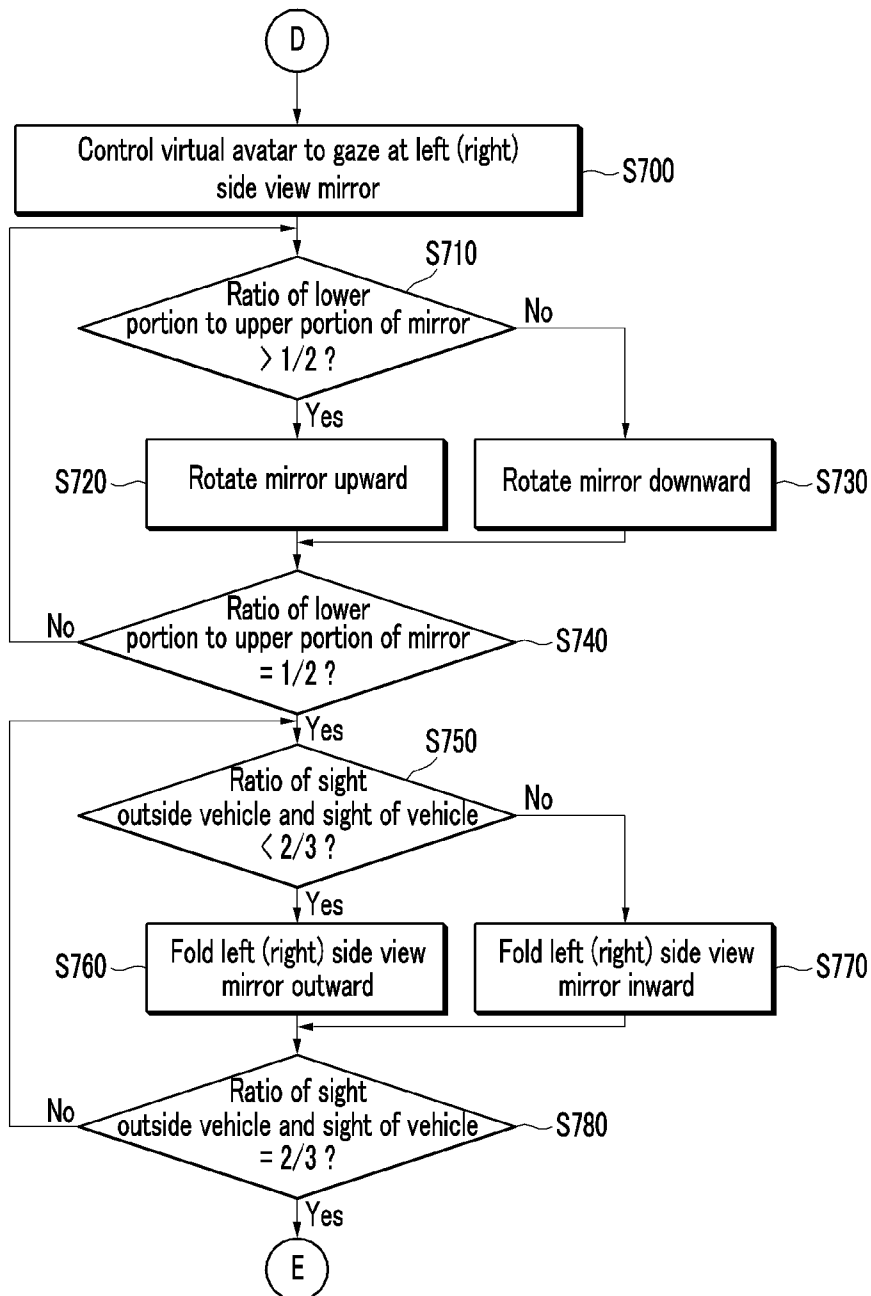 D
Control virtual avatar to gaze at left (right)
side view mirror
S700
S710
Ratio of lower
portion to upper portion of mirror
> 1/2 ?
No
Yes
S720
Rotate mirror upward
Rotate mirror downward
S730
Ratio of lower
portion to upper portion of mirror
= 1/2 ?
No
S740
Yes
S750
Ratio of sight
outside vehicle and sight of vehicle
< 2/3 ?
No
Yes
S760
Fold left (right) side view
mirror outward
Fold left (right) side view
mirror inward
S770
Ratio of sight
outside vehicle and sight of vehicle
= 2/3 ?
No
S780
Yes
E